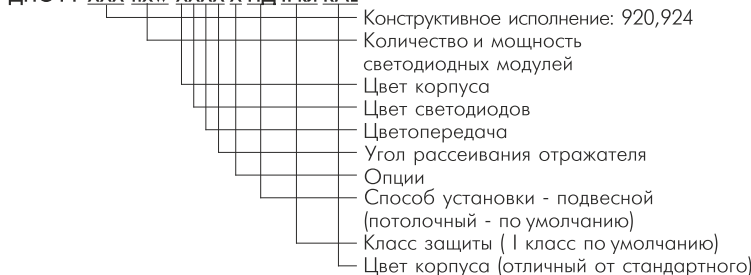 Конструктивное исполнение: 920,924
Количество и мощность
светодиодных модулей
Цвет корпуса
Цвет светодиодов
Цветопередача
Угол рассеивания отражателя
Опции
Способ установки - подвесной
(потолочный - по умолчанию)
Класс защиты ( I класс по умолчанию)
Цвет корпуса (отличный от стандартного)